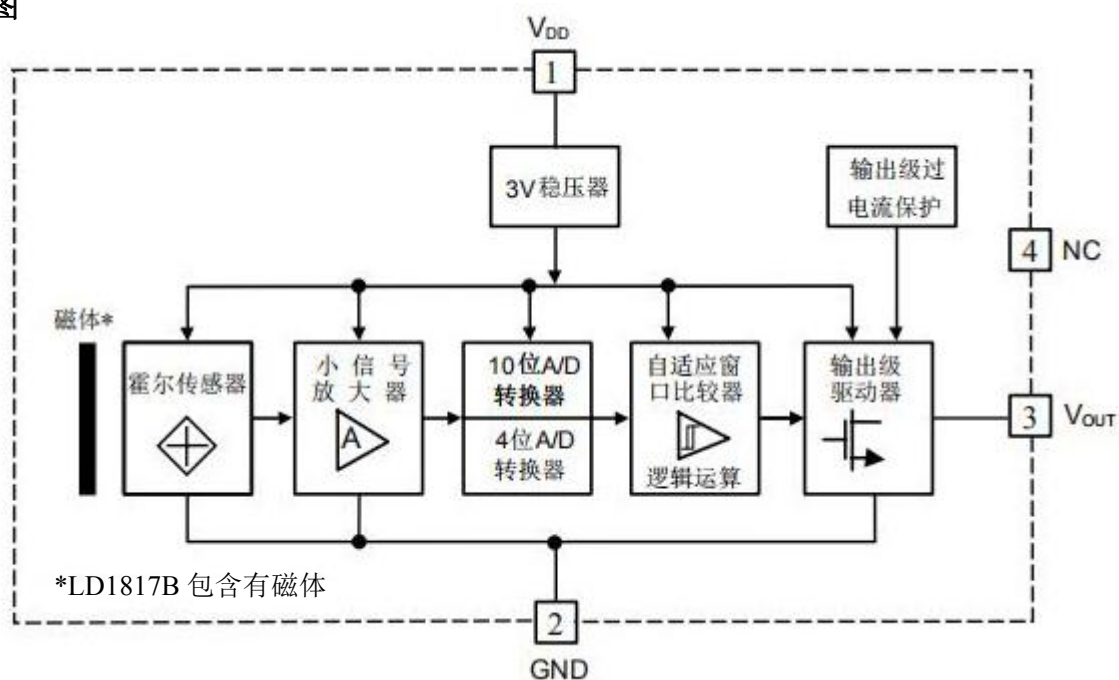 图
VDD
1
3V稳压器
输出级过
电流保护
4 NC
磁体*
霍尔传感器
小信号
放大器
A
10位A/D
转换器
4位A/D
转换器
自适应窗
口比较器
逻辑运算
输出级
驱动器
3 VOUT
*LD1817B 包含有磁体
2
GND